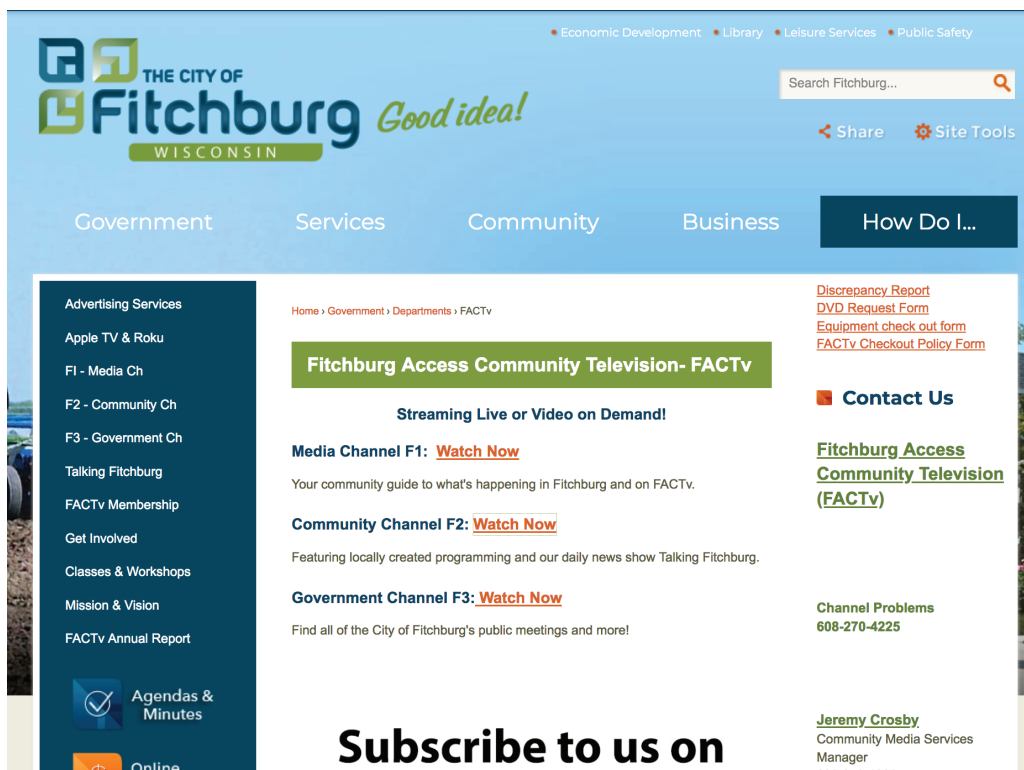 Economic Development Library Leisure Services Public Safety
THE CITY OF
Fitchburg
WISCONSIN
Good idea!
Search Fitchburg...
Share Site Tools
Government Services Community Business How Do I...
Advertising Services
Apple TV & Roku
FI - Media Ch
F2 - Community Ch
F3 - Government Ch
Talking Fitchburg
FACTv Membership
Get Involved
Classes & Workshops
Mission & Vision
FACTv Annual Report
Agendas &
Minutes
Online
Home › Government › Departments › FACTv
Fitchburg Access Community Television- FACTv
Streaming Live or Video on Demand!
Media Channel F1: Watch Now
Your community guide to what's happening in Fitchburg and on FACTv.
Community Channel F2: Watch Now
Featuring locally created programming and our daily news show Talking Fitchburg.
Government Channel F3: Watch Now
Find all of the City of Fitchburg's public meetings and more!
Subscribe to us on
Discrepancy Report
DVD Request Form
Equipment check out form
FACTv Checkout Policy Form
Contact Us
Fitchburg Access
Community Television
(FACTv)
Channel Problems
608-270-4225
Jeremy Crosby
Community Media Services
Manager